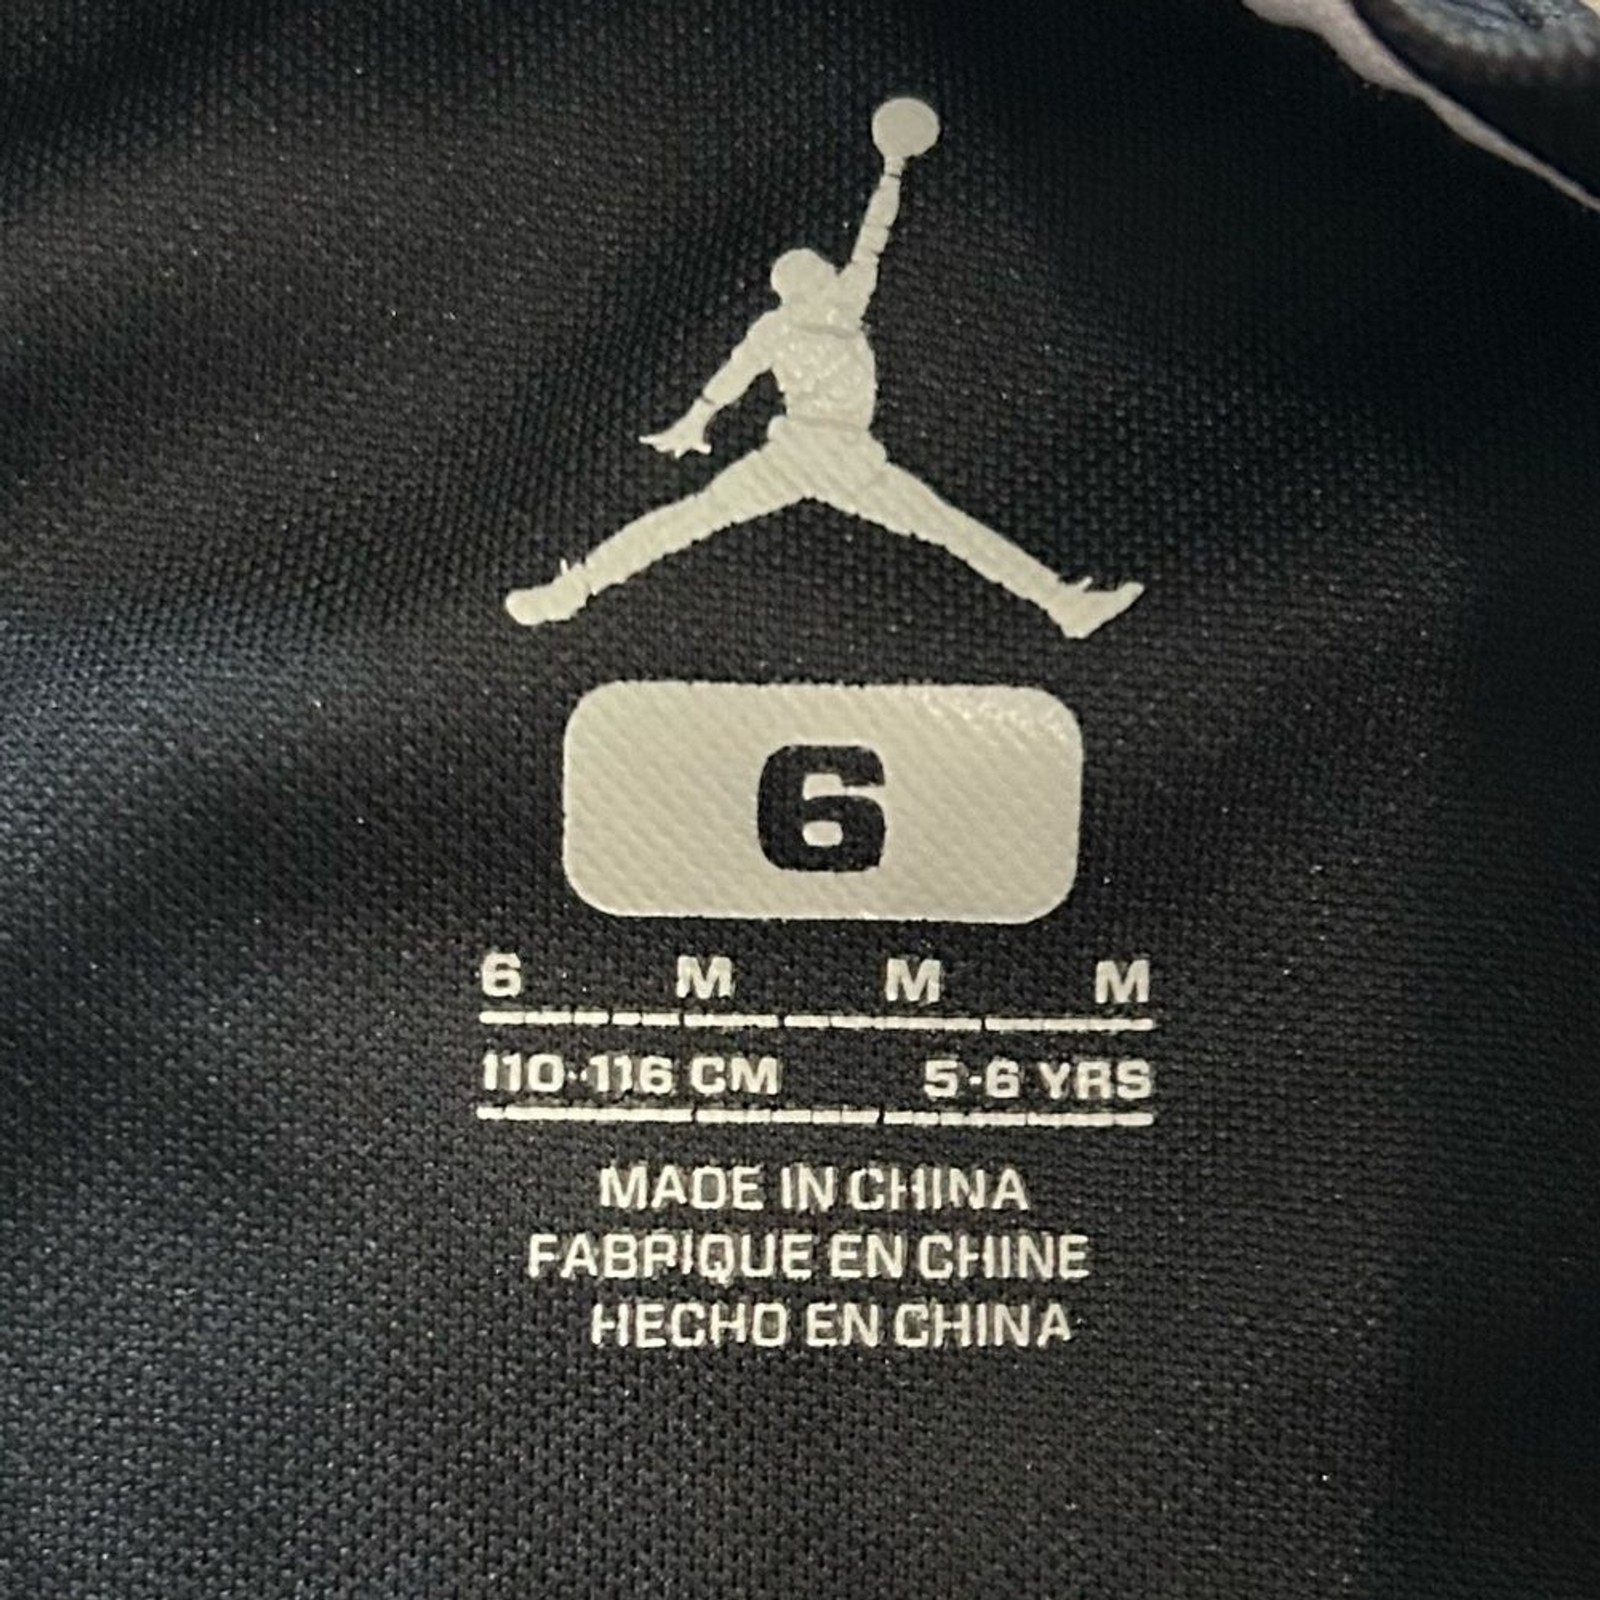 6
6 M M M
110-116 CM 5-6 YRS
MADE IN CHINA
FABRIQUE EN CHINE
HECHO EN CHINA